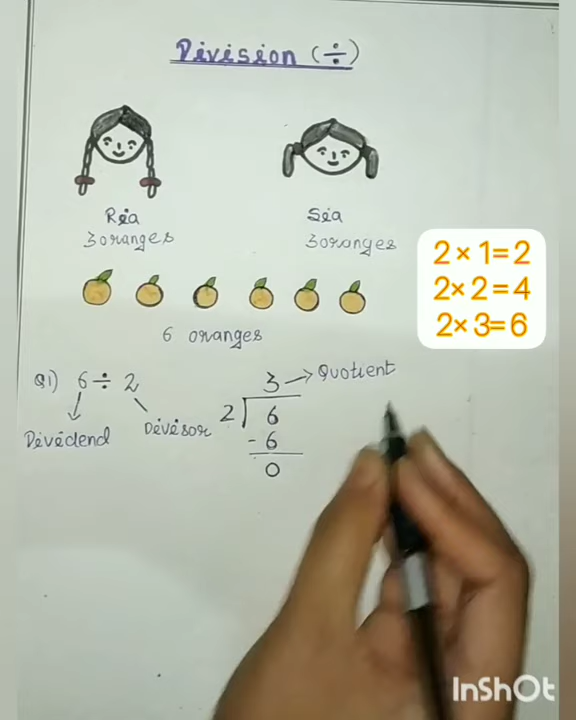 Division (÷)
Ria
Sia
3 oranges
3 oranges
2 × 1 = 2
2 × 2 = 4
2 × 3 = 6
6 oranges
Q1) 6 ÷ 2
Dividend
Divisor
3 → Quotient
2 6
- 6
0
InShOt